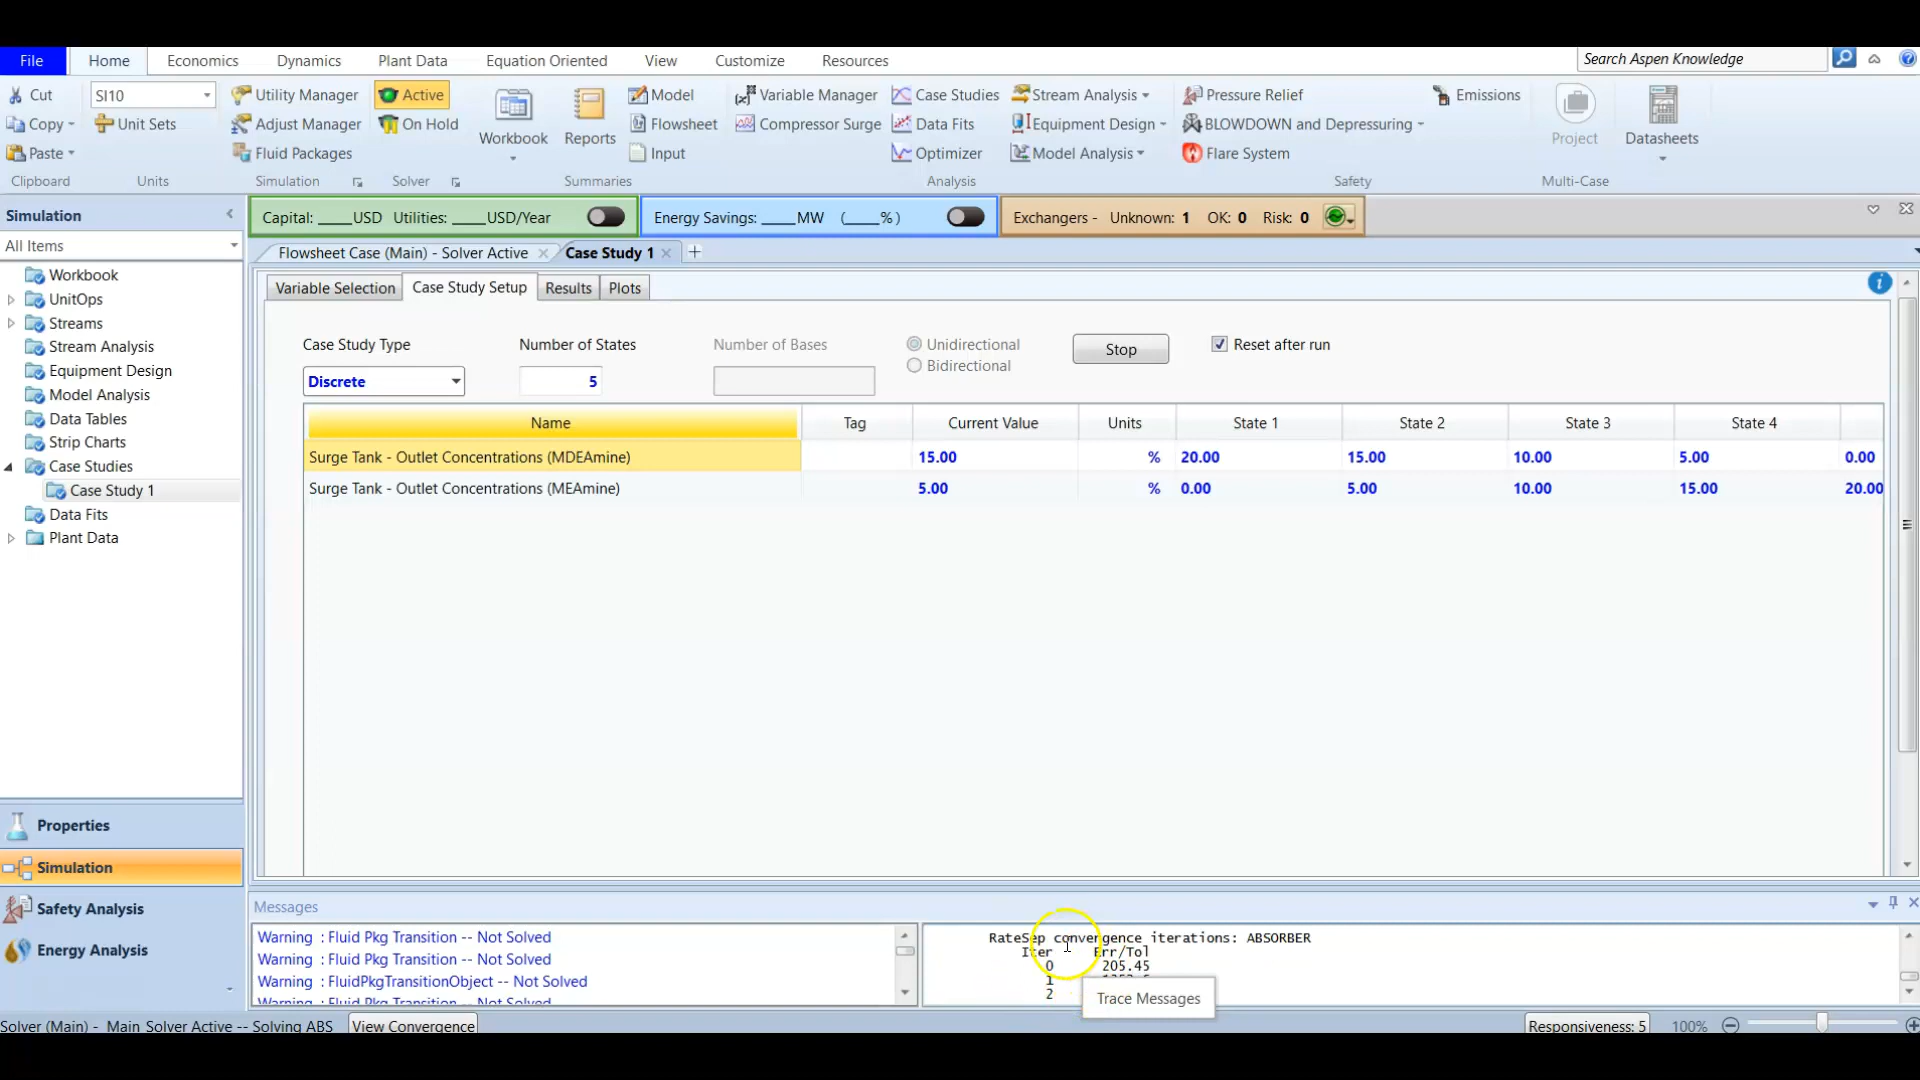 File Home Economics Dynamics Plant Data Equation Oriented View Customize Resources Search Aspen Knowledge
Cut SI10 Utility Manager Active Model Variable Manager Case Studies Stream Analysis Pressure Relief Emissions
Copy Unit Sets Adjust Manager On Hold Workbook Reports Flowsheet Compressor Surge Data Fits Equipment Design BLOWDOWN and Depressuring Project Datasheets
Paste Fluid Packages Input Optimizer Model Analysis Flare System
Clipboard Units Simulation Solver Summaries Analysis Safety Multi-Case
Simulation
All Items
Workbook
UnitOps
Streams
Stream Analysis
Equipment Design
Model Analysis
Data Tables
Strip Charts
Case Studies
Case Study 1
Data Fits
Plant Data
Properties
Simulation
Safety Analysis
Energy Analysis
Capital: _____USD Utilities: _____USD/Year Energy Savings: _____MW (_____%) Exchangers - Unknown: 1 OK: 0 Risk: 0
Flowsheet Case (Main) - Solver Active Case Study 1 +
Variable Selection Case Study Setup Results Plots
Case Study Type Number of States Number of Bases Unidirectional Stop Reset after run
Discrete 5 Bidirectional
Name Tag Current Value Units State 1 State 2 State 3 State 4
Surge Tank - Outlet Concentrations (MDEAmine) 15.00 % 20.00 15.00 10.00 5.00 0.00
Surge Tank - Outlet Concentrations (MEAmine) 5.00 % 0.00 5.00 10.00 15.00 20.00
Messages
Warning : Fluid Pkg Transition -- Not Solved
Warning : Fluid Pkg Transition -- Not Solved
Warning : FluidPkgTransitionObject -- Not Solved
Warning : Fluid Pkg Transition -- Not Solved
RateSep convergence iterations: ABSORBER
Iter Err/Tol
0 205.45
1
2
Trace Messages
Solver (Main) - Main Solver Active -- Solving ABS View Convergence Responsiveness: 5 100%